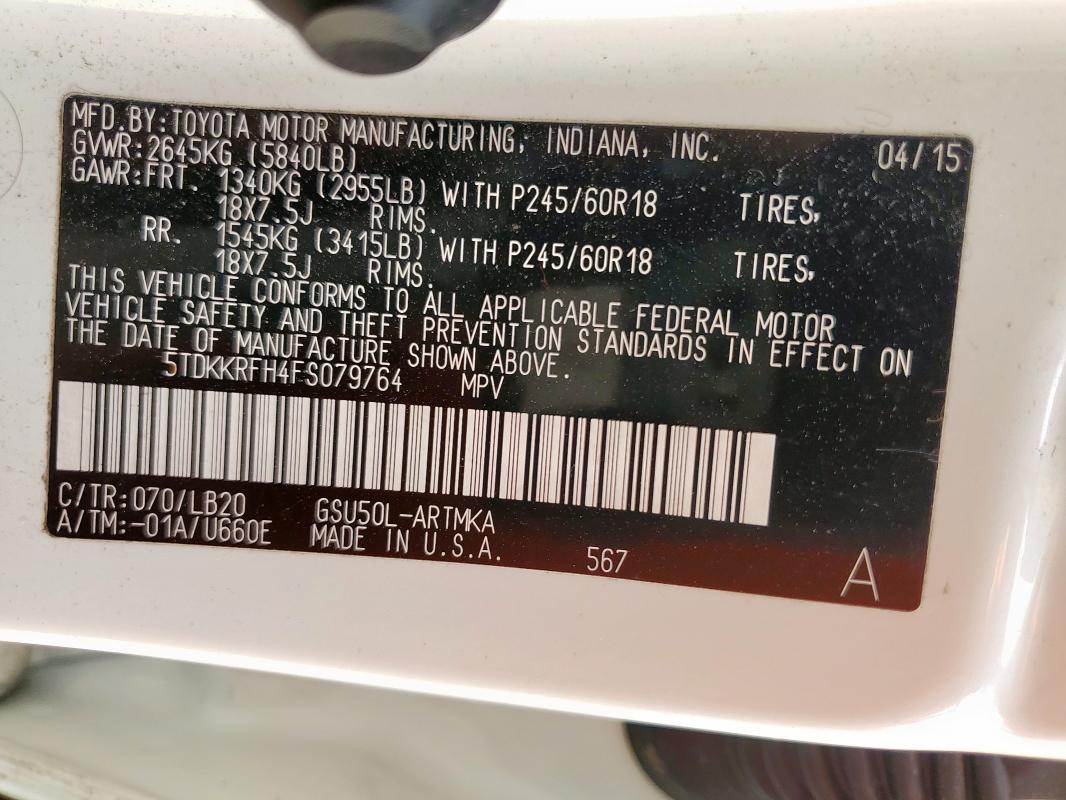 MFD.BY:TOYOTA MOTOR MANUFACTURING, INDIANA, INC. 04/15
GVWR:2645KG (5840LB)
GAWR:FRT. 1340KG (2955LB) WITH P245/60R18 TIRES,
18X7.5J RIMS.
RR. 1545KG (3415LB) WITH P245/60R18 TIRES,
18X7.5J RIMS.
THIS VEHICLE CONFORMS TO ALL APPLICABLE FEDERAL MOTOR
VEHICLE SAFETY AND THEFT PREVENTION STANDARDS IN EFFECT ON
THE DATE OF MANUFACTURE SHOWN ABOVE.
5TDKKRFH4FS079764 MPV
C/TR:070/LB20 GSU50L-ARTMKA
A/TM:-01A/U660E MADE IN U.S.A. 567 A